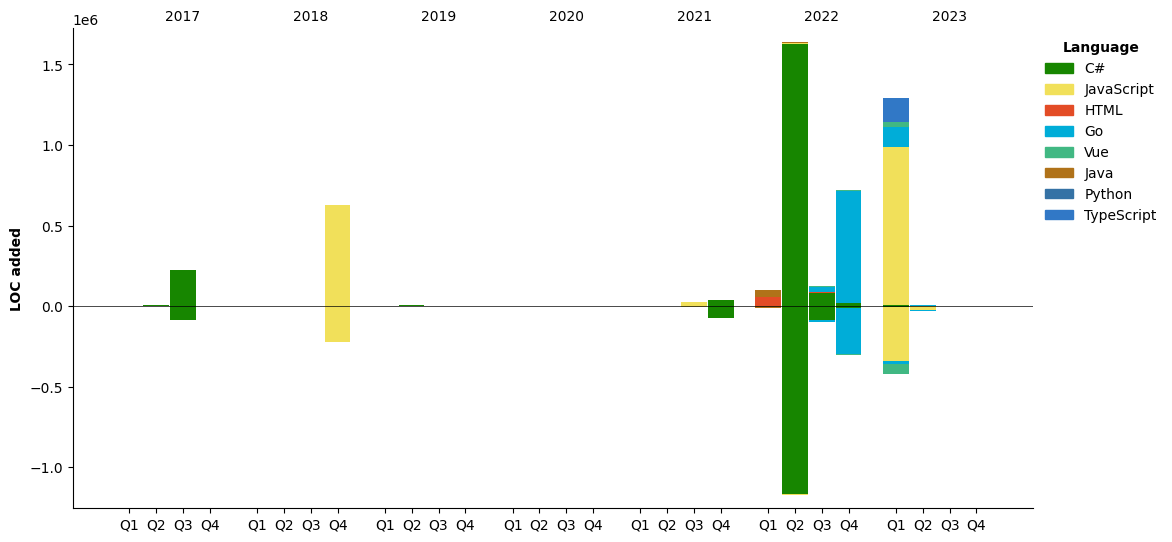 1e6
2017 2018 2019 2020 2021 2022 2023
Language
C#
JavaScript
HTML
Go
Vue
Java
Python
TypeScript
LOC added
1.5
1.0
0.5
0.0
−0.5
−1.0
Q1 Q2 Q3 Q4 Q1 Q2 Q3 Q4 Q1 Q2 Q3 Q4 Q1 Q2 Q3 Q4 Q1 Q2 Q3 Q4 Q1 Q2 Q3 Q4 Q1 Q2 Q3 Q4